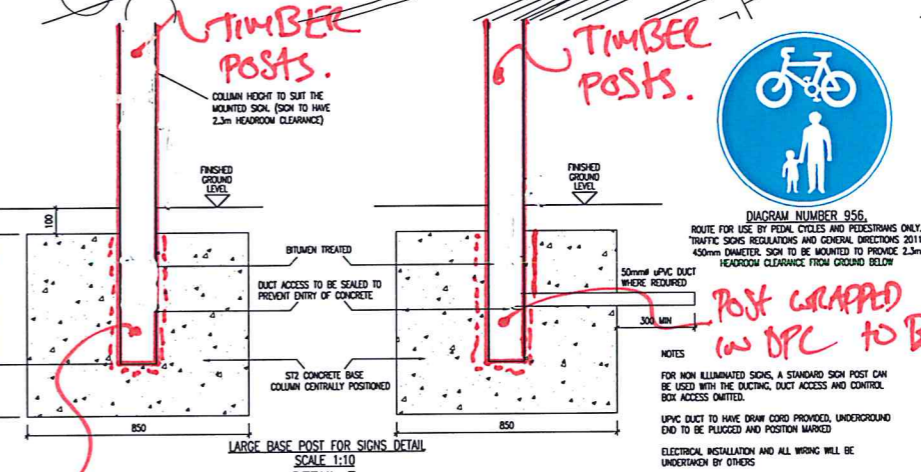 TIMBER
POSTS.
TIMBER
POSTS.
COLUMN HEIGHT TO SUIT THE
MOUNTED SIGN. (SIGN TO HAVE
2.3m HEADROOM CLEARANCE)
FINISHED
GROUND
LEVEL
FINISHED
GROUND
LEVEL
100
DIAGRAM NUMBER 956.
ROUTE FOR USE BY PEDAL CYCLES AND PEDESTRIANS ONLY.
"TRAFFIC SIGNS REGULATIONS AND GENERAL DIRECTIONS 2011
450mm DIAMETER. SIGN TO BE MOUNTED TO PROVIDE 2.3m
HEADROOM CLEARANCE FROM GROUND BELOW
BITUMEN TREATED
DUCT ACCESS TO BE SEALED TO
PREVENT ENTRY OF CONCRETE
50mmø uPVC DUCT
WHERE REQUIRED
300 MIN
POST WRAPPED
IN DPC TO
ST2 CONCRETE BASE
COLUMN CENTRALLY POSITIONED
850
850
LARGE BASE POST FOR SIGNS DETAIL
SCALE 1:10
NOTES
FOR NON ILLUMINATED SIGNS, A STANDARD SIGN POST CAN
BE USED WITH THE DUCTING, DUCT ACCESS AND CONTROL
BOX ACCESS OMITTED.
UPVC DUCT TO HAVE DRAW CORD PROVIDED, UNDERGROUND
END TO BE PLUGGED AND POSITION MARKED
ELECTRICAL INSTALLATION AND ALL WIRING WILL BE
UNDERTAKEN BY OTHERS